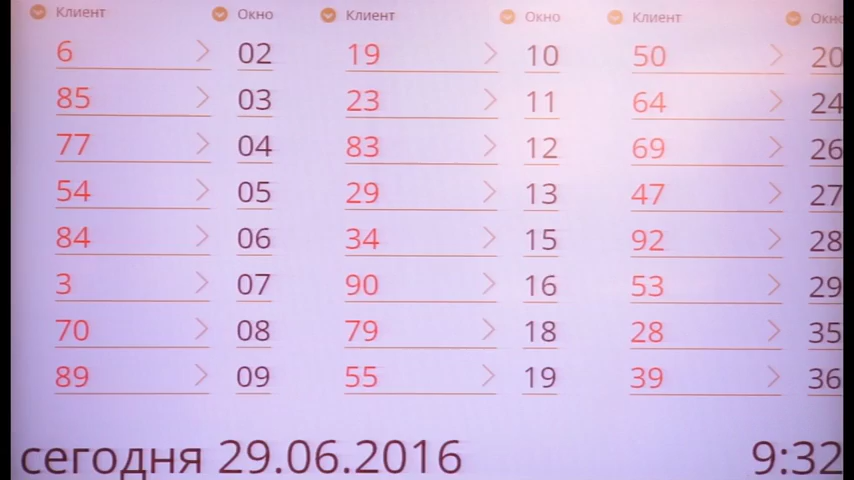 Клиент Окно Клиент Окно Клиент Окно
6 02 19 10 50 20
85 03 23 11 64 24
77 04 83 12 69 26
54 05 29 13 47 27
84 06 34 15 92 28
3 07 90 16 53 29
70 08 79 18 28 35
89 09 55 19 39 36
сегодня 29.06.2016 9:32